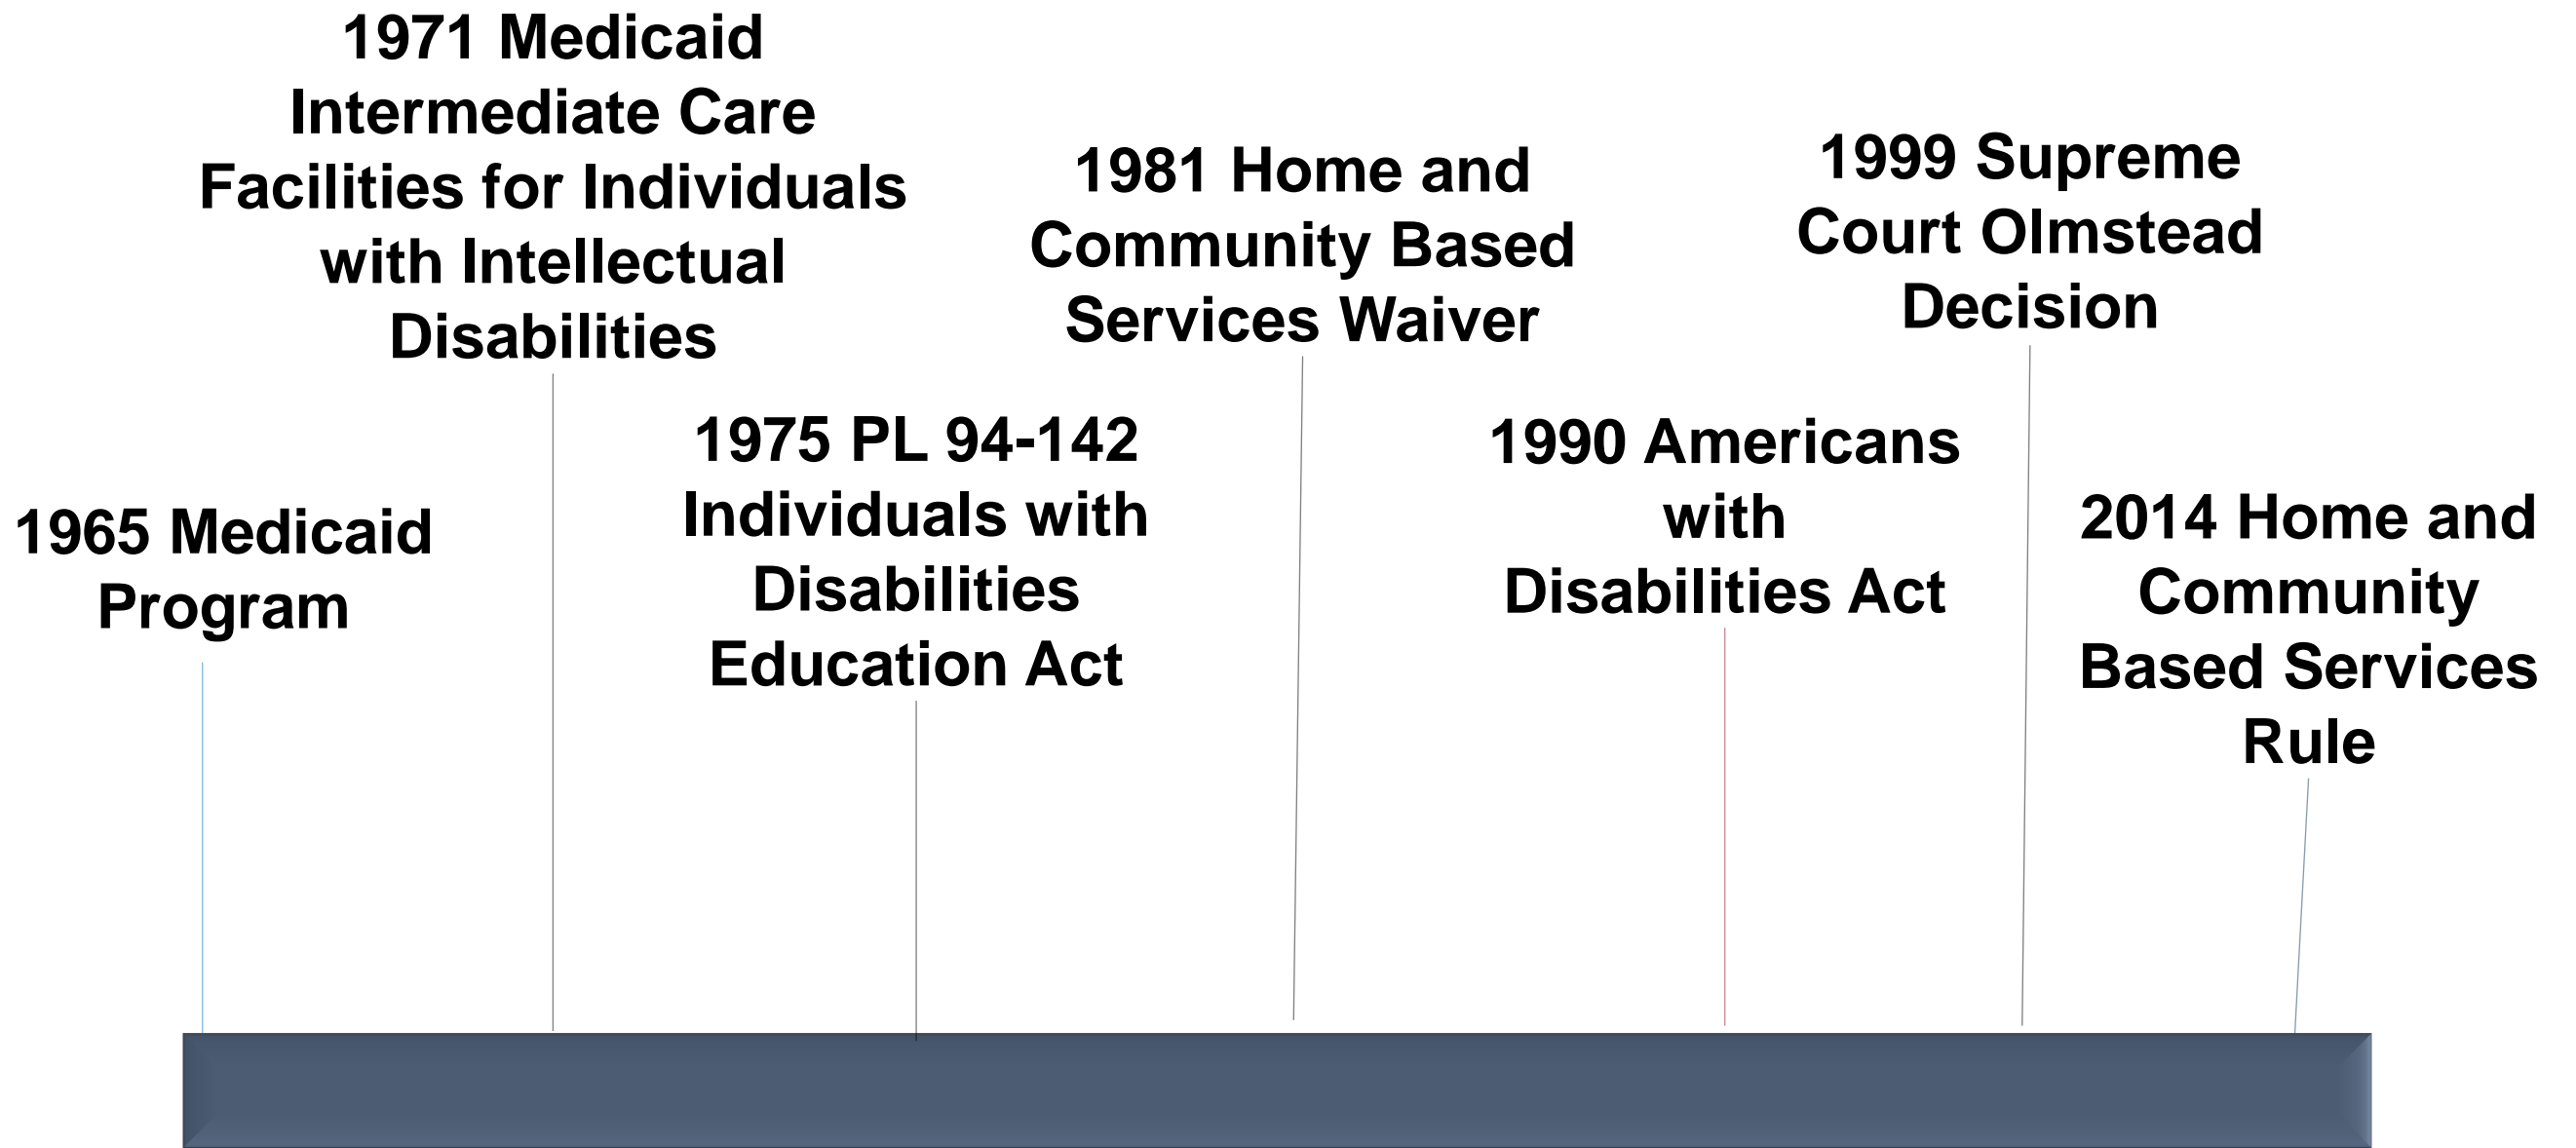 1965 Medicaid
Program
1971 Medicaid
Intermediate Care
Facilities for Individuals
with Intellectual
Disabilities
1975 PL 94-142
Individuals with
Disabilities
Education Act
1981 Home and
Community Based
Services Waiver
1990 Americans
with
Disabilities Act
1999 Supreme
Court Olmstead
Decision
2014 Home and
Community
Based Services
Rule